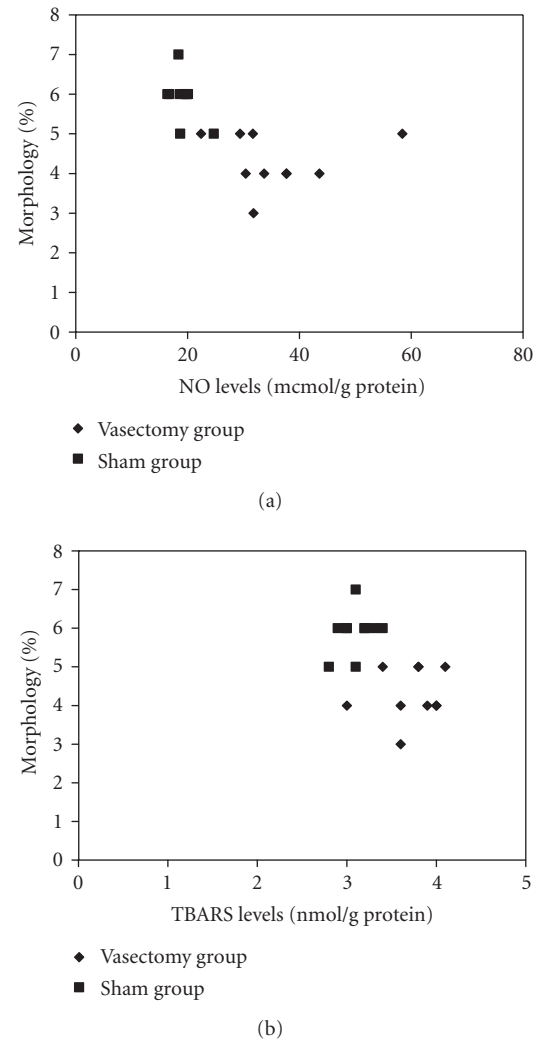 8
7
6
5
4
3
2
1
0
Morphology (%)
0 20 40 60 80
NO levels (mcmol/g protein)
Vasectomy group
Sham group
(a)
8
7
6
5
4
3
2
1
0
Morphology (%)
0 1 2 3 4 5
TBARS levels (nmol/g protein)
Vasectomy group
Sham group
(b)